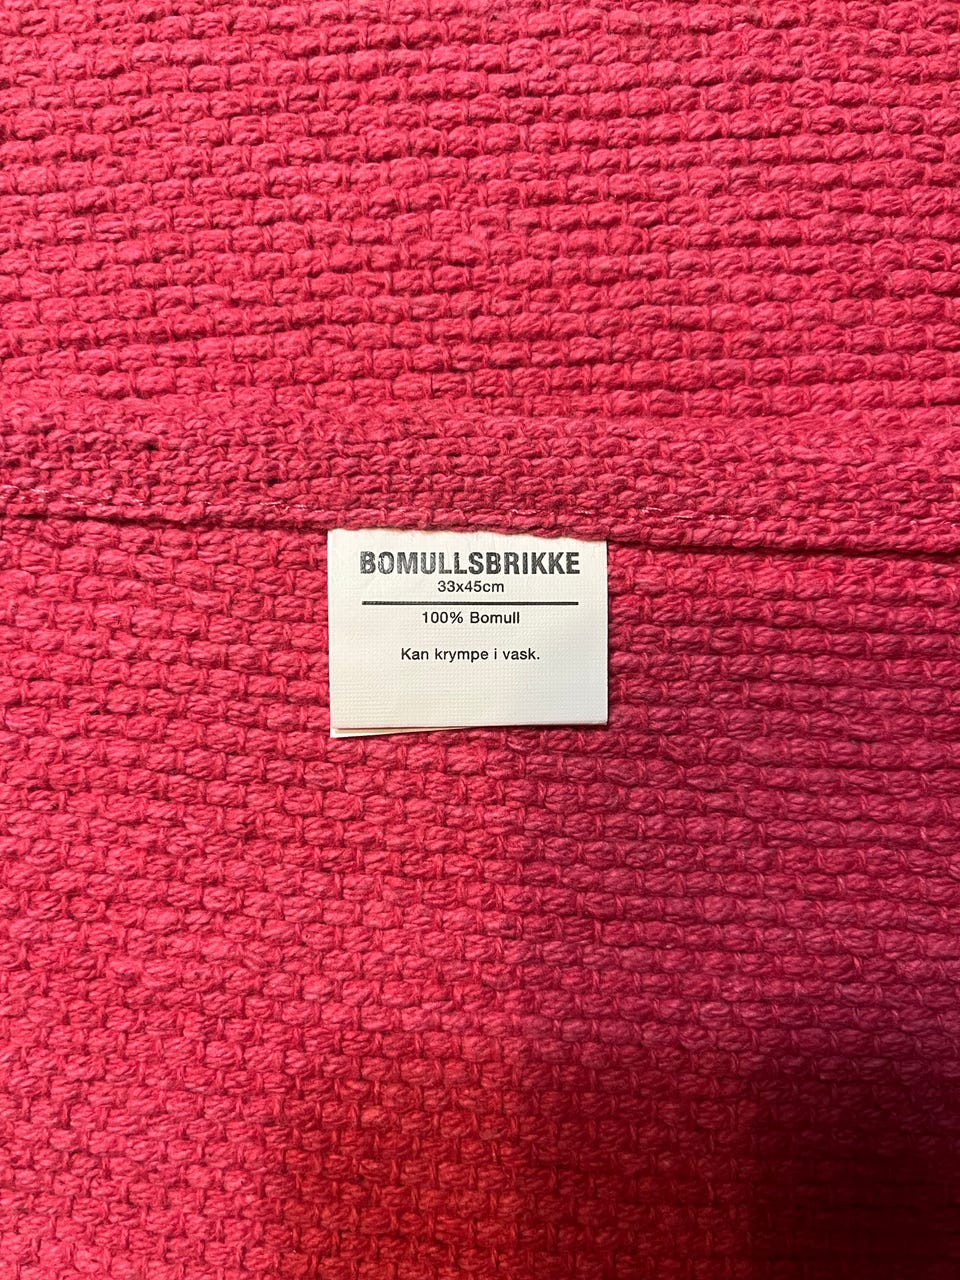 BOMULLSBRIKKE
33x45cm
100% Bomull
Kan krympe i vask.